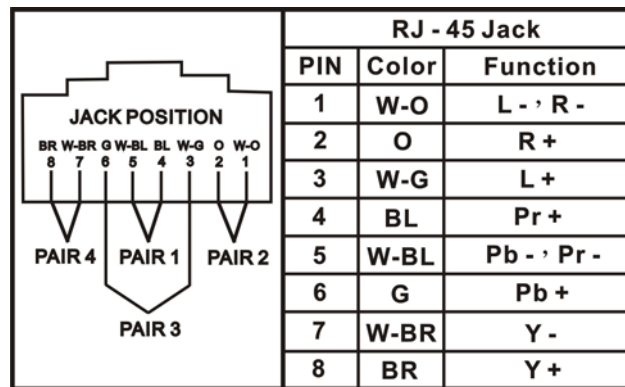 JACK POSITION
BR W-BR G W-BL BL W-G O W-O
8 7 6 5 4 3 2 1
PAIR 4 PAIR 1 PAIR 2
PAIR 3
RJ - 45 Jack
PIN Color Function
1 W-O L - , R -
2 O R +
3 W-G L +
4 BL Pr +
5 W-BL Pb - , Pr -
6 G Pb +
7 W-BR Y -
8 BR Y +